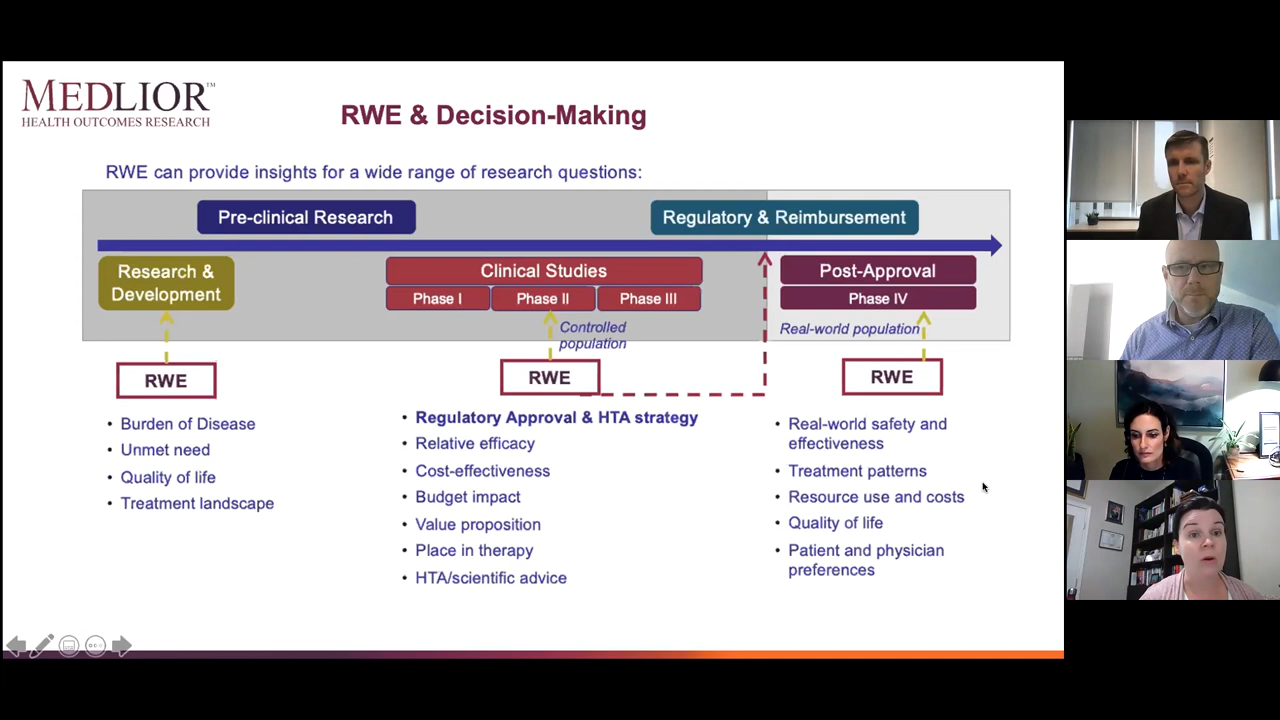 MEDLIOR™
HEALTH OUTCOMES RESEARCH
RWE & Decision-Making
RWE can provide insights for a wide range of research questions:
Pre-clinical Research
Regulatory & Reimbursement
Research &
Development
Clinical Studies
Phase I
Phase II
Phase III
Post-Approval
Phase IV
Controlled
population
Real-world population
RWE
• Burden of Disease
• Unmet need
• Quality of life
• Treatment landscape
RWE
• Regulatory Approval & HTA strategy
• Relative efficacy
• Cost-effectiveness
• Budget impact
• Value proposition
• Place in therapy
• HTA/scientific advice
RWE
• Real-world safety and
effectiveness
• Treatment patterns
• Resource use and costs
• Quality of life
• Patient and physician
preferences